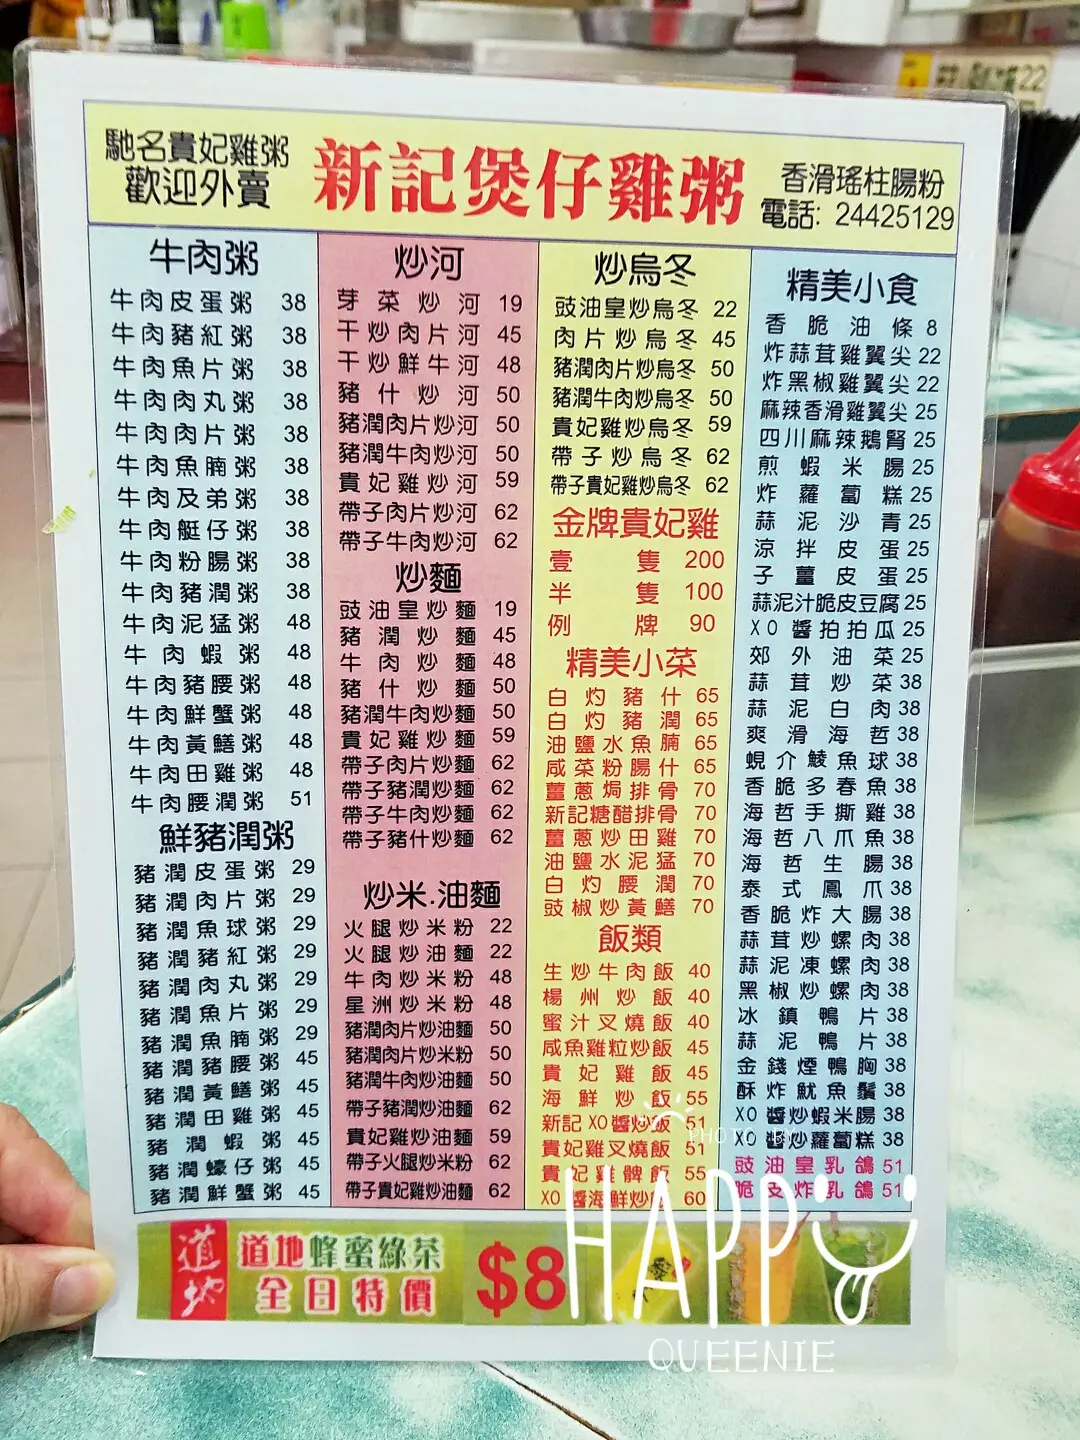 馳名貴妃雞粥
歡迎外賣
新記煲仔雞粥
香滑瑤柱腸粉
電話: 24425129
牛肉粥
牛肉皮蛋粥 38
牛肉豬紅粥 38
牛肉魚片粥 38
牛肉肉丸粥 38
牛肉肉片粥 38
牛肉魚腩粥 38
牛肉及弟粥 38
牛肉艇仔粥 38
牛肉粉腸粥 38
牛肉豬潤粥 38
牛肉泥猛粥 48
牛肉蝦粥 48
牛肉豬腰粥 48
牛肉鮮蟹粥 48
牛肉黃鱔粥 48
牛肉田雞粥 48
牛肉腰潤粥 51
鮮豬潤粥
豬潤皮蛋粥 29
豬潤肉片粥 29
豬潤魚球粥 29
豬潤豬紅粥 29
豬潤肉丸粥 29
豬潤魚片粥 29
豬潤魚腩粥 29
豬潤豬腰粥 45
豬潤黃鱔粥 45
豬潤田雞粥 45
豬潤蝦粥 45
豬潤蠔仔粥 45
豬潤鮮蟹粥 45
炒河
芽菜炒河 19
干炒肉片河 45
干炒鮮牛河 48
豬什炒河 50
豬潤肉片炒河 50
豬潤牛肉炒河 50
貴妃雞炒河 59
帶子肉片炒河 62
帶子牛肉炒河 62
炒麵
豉油皇炒麵 19
豬潤炒麵 45
牛肉炒麵 48
豬什炒麵 50
豬潤牛肉炒麵 50
貴妃雞炒麵 59
帶子肉片炒麵 62
帶子豬潤炒麵 62
帶子牛肉炒麵 62
帶子豬什炒麵 62
炒米.油麵
火腿炒米粉 22
火腿炒油麵 22
牛肉炒米粉 48
星洲炒米粉 48
豬潤肉片炒油麵 50
豬潤肉片炒米粉 50
豬潤牛肉炒油麵 50
帶子豬潤炒油麵 62
貴妃雞炒油麵 59
帶子火腿炒米粉 62
帶子貴妃雞炒油麵 62
炒烏冬
豉油皇炒烏冬 22
肉片炒烏冬 45
豬潤肉片炒烏冬 50
豬潤牛肉炒烏冬 50
貴妃雞炒烏冬 59
帶子炒烏冬 62
帶子貴妃雞炒烏冬 62
金牌貴妃雞
壹隻 200
半隻 100
例牌 90
精美小菜
白灼豬什 65
白灼豬潤 65
油鹽水魚腩 65
咸菜粉腸什 65
薑蔥焗排骨 70
新記糖醋排骨 70
薑蔥炒田雞 70
油鹽水泥猛 70
白灼腰潤 70
豉椒炒黃鱔 70
飯類
生炒牛肉飯 40
楊州炒飯 40
蜜汁叉燒飯 40
咸魚雞粒炒飯 45
貴妃雞飯 45
海鮮炒飯 55
新記XO醬炒飯 51
貴妃雞叉燒飯 51
貴妃雞髀飯 55
XO醬海鮮炒飯 60
精美小食
香脆油條 8
炸蒜茸雞翼尖 22
炸黑椒雞翼尖 22
麻辣香滑雞翼尖 25
四川麻辣鵝腎 25
煎蝦米腸 25
炸蘿蔔糕 25
蒜泥沙青 25
涼拌皮蛋 25
子薑皮蛋 25
蒜泥汁脆皮豆腐 25
XO醬拍拍瓜 25
郊外油菜 25
蒜茸炒菜 38
蒜泥白肉 38
爽滑海哲 38
蜆介鯪魚球 38
香脆多春魚 38
海哲手撕雞 38
海哲八爪魚 38
海哲生腸 38
泰式鳳爪 38
香脆炸大腸 38
蒜茸炒螺肉 38
蒜泥凍螺肉 38
黑椒炒螺肉 38
冰鎮鴨片 38
蒜泥鴨片 38
金錢煙鴨胸 38
酥炸魷魚鬚 38
XO醬炒蝦米腸 38
XO醬炒蘿蔔糕 38
豉油皇乳鴿 51
脆皮炸乳鴿 51
道地
道地蜂蜜綠茶
全日特價
$8
PHOTO BY
HAPPY
QUEENIE